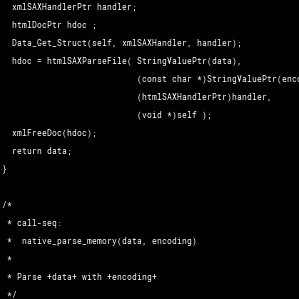 xmlSAXHandlerPtr handler;
htmlDocPtr hdoc ;
Data_Get_Struct(self, xmlSAXHandler, handler);
hdoc = htmlSAXParseFile( StringValuePtr(data),
(const char *)StringValuePtr(enco
(htmlSAXHandlerPtr)handler,
(void *)self );
xmlFreeDoc(hdoc);
return data;
}
/*
* call-seq:
*  native_parse_memory(data, encoding)
*
* Parse +data+ with +encoding+
*/